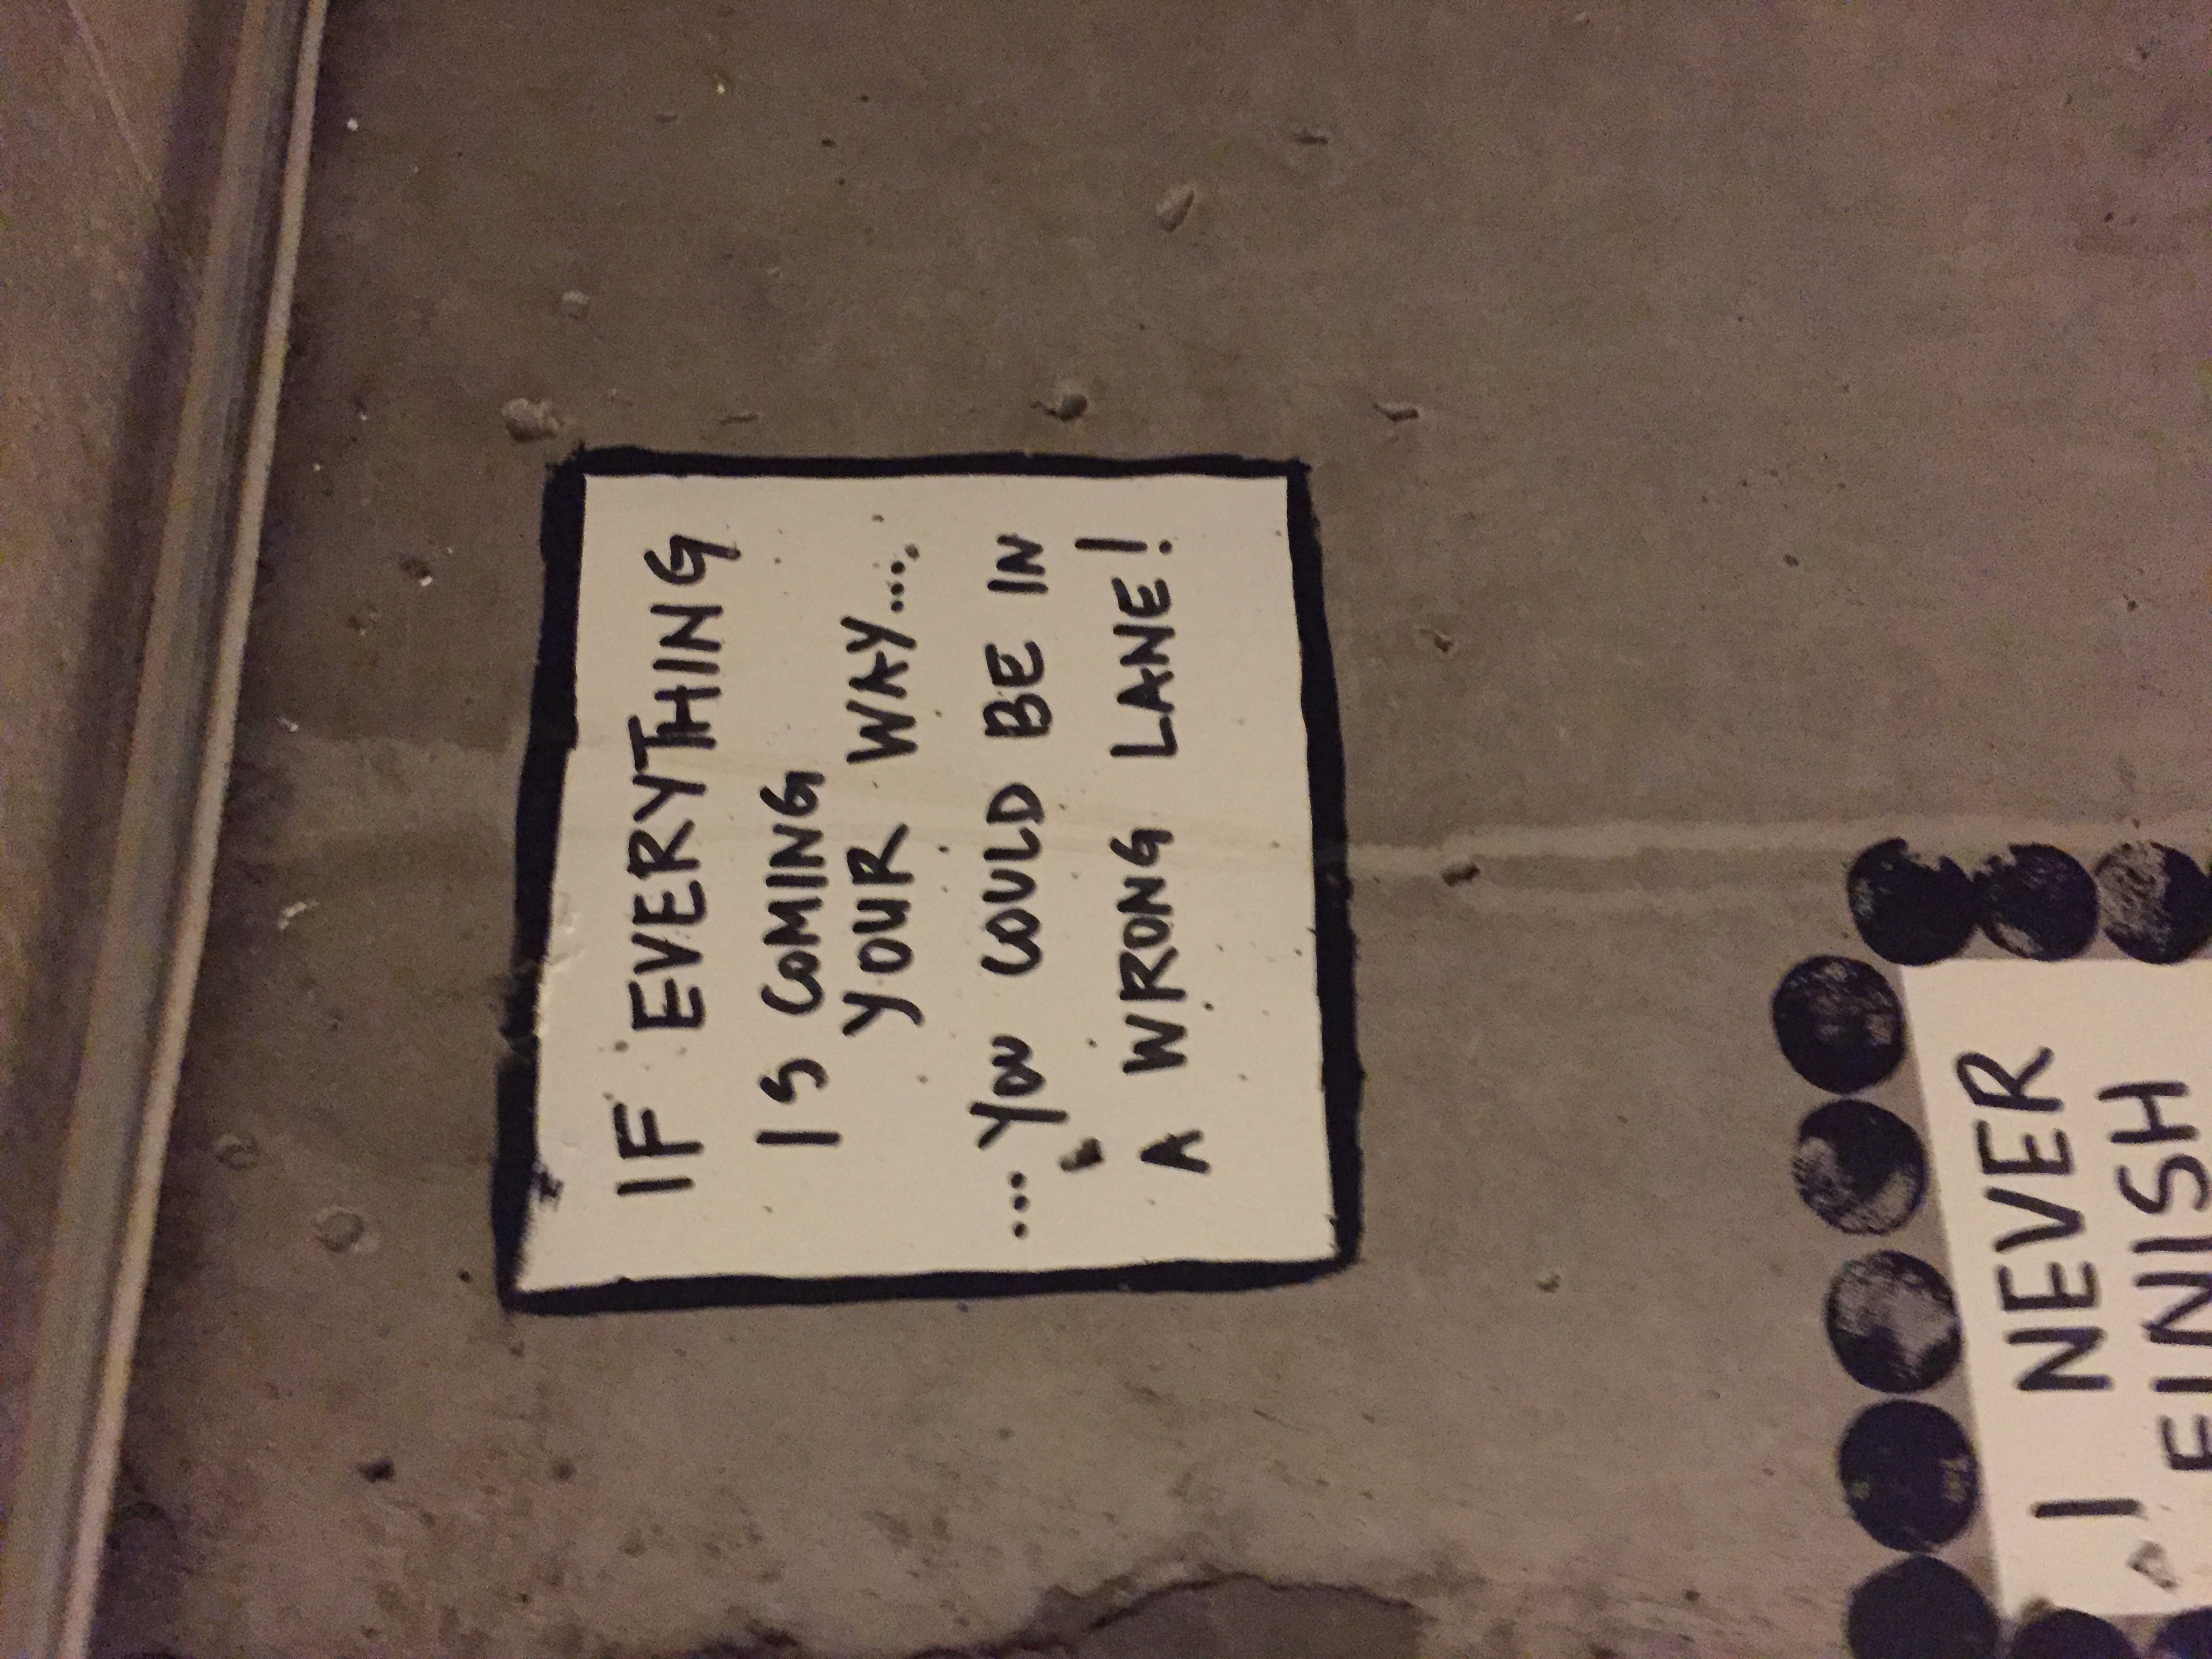 IF EVERYTHING
IS COMING
YOUR WAY...
...YOU COULD BE IN
A WRONG LANE!
I NEVER
FINISH